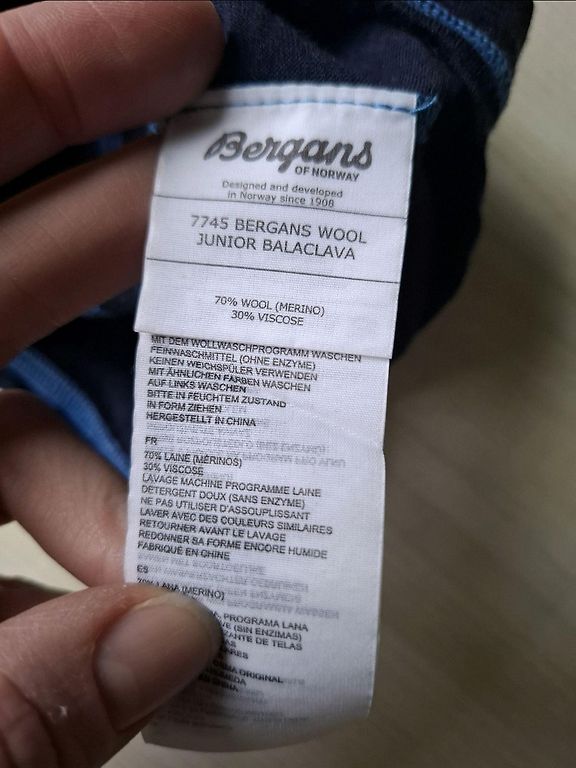 Bergans
OF NORWAY
Designed and developed
in Norway since 1908
7745 BERGANS WOOL
JUNIOR BALACLAVA
70% WOOL (MERINO)
30% VISCOSE
MIT DEM WOLLWASCHPROGRAMM WASCHEN
FEINWASCHMITTEL (OHNE ENZYME)
KEINEN WEICHSPÜLER VERWENDEN
MIT ÄHNLICHEN FARBEN WASCHEN
AUF LINKS WASCHEN
BITTE IN FEUCHTEM ZUSTAND
IN FORM ZIEHEN
HERGESTELLT IN CHINA
FR
70% LAINE (MÉRINOS)
30% VISCOSE
LAVAGE MACHINE PROGRAMME LAINE
DÉTERGENT DOUX (SANS ENZYME)
NE PAS UTILISER D'ASSOUPLISSANT
LAVER AVEC DES COULEURS SIMILAIRES
RETOURNER AVANT LE LAVAGE
REDONNER SA FORME ENCORE HUMIDE
FABRIQUÉ EN CHINE
ES
70% LANA (MERINO)
PROGRAMA LANA
(SIN ENZIMAS)
DE TELAS
ORIGINAL
CHINA